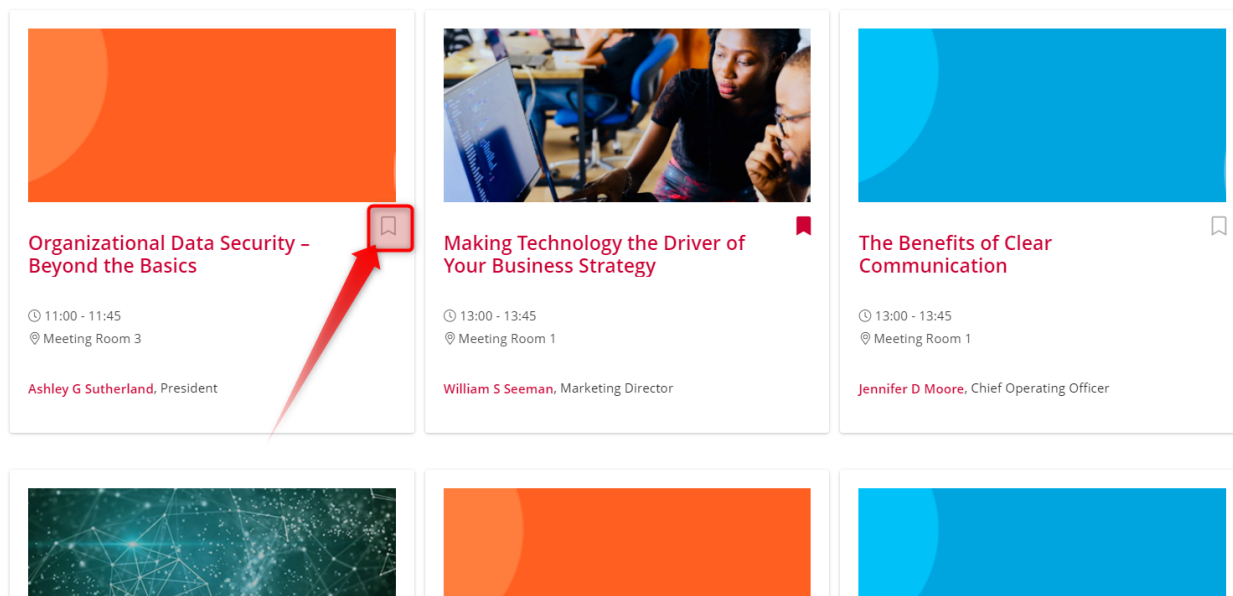 Organizational Data Security –
Beyond the Basics
11:00 - 11:45
Meeting Room 3
Ashley G Sutherland, President
Making Technology the Driver of
Your Business Strategy
13:00 - 13:45
Meeting Room 1
William S Seeman, Marketing Director
The Benefits of Clear
Communication
13:00 - 13:45
Meeting Room 1
Jennifer D Moore, Chief Operating Officer